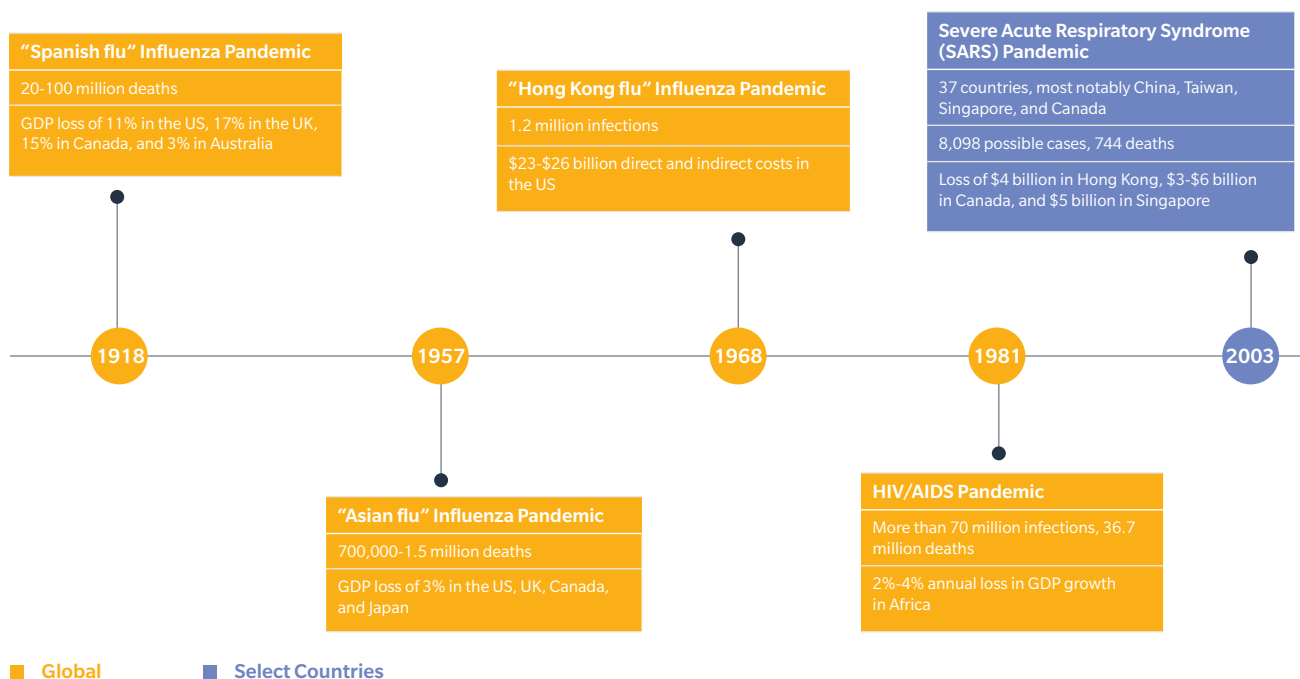 “Spanish flu” Influenza Pandemic
20-100 million deaths
GDP loss of 11% in the US, 17% in the UK,
15% in Canada, and 3% in Australia
“Hong Kong flu” Influenza Pandemic
1.2 million infections
$23-$26 billion direct and indirect costs in
the US
Severe Acute Respiratory Syndrome
(SARS) Pandemic
37 countries, most notably China, Taiwan,
Singapore, and Canada
8,098 possible cases, 744 deaths
Loss of $4 billion in Hong Kong, $3-$6 billion
in Canada, and $5 billion in Singapore
1918
1957
1968
1981
2003
“Asian flu” Influenza Pandemic
700,000-1.5 million deaths
GDP loss of 3% in the US, UK, Canada,
and Japan
HIV/AIDS Pandemic
More than 70 million infections, 36.7
million deaths
2%-4% annual loss in GDP growth
in Africa
Global
Select Countries